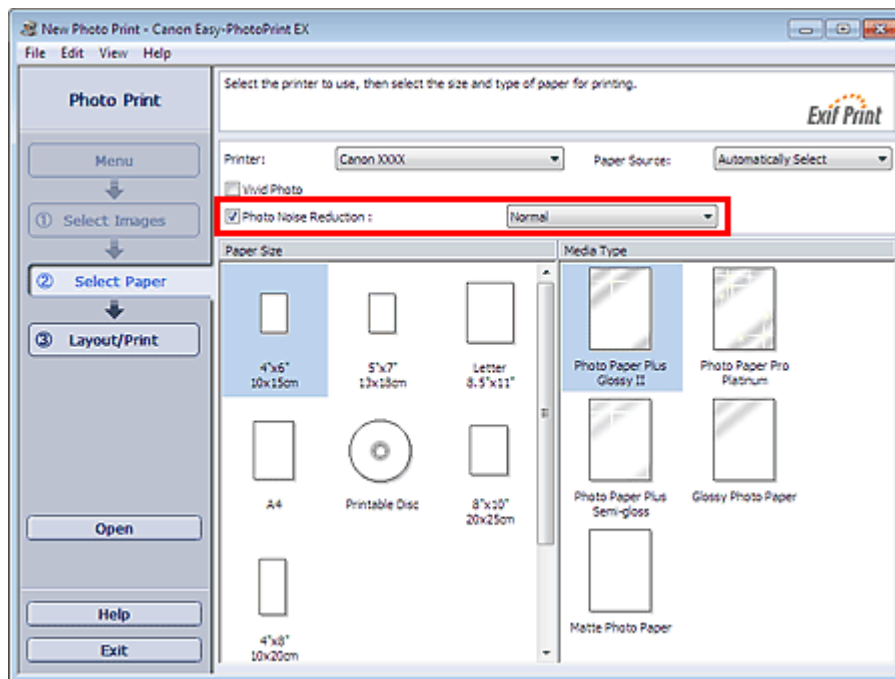 New Photo Print - Canon Easy-PhotoPrint EX
File Edit View Help
Photo Print
Select the printer to use, then select the size and type of paper for printing.
Exif Print
Menu
① Select Images
② Select Paper
③ Layout/Print
Open
Help
Exit
Printer: Canon XXXX Paper Source: Automatically Select
Vivid Photo
Photo Noise Reduction : Normal
Paper Size
4"x6"
10x15cm
5"x7"
13x18cm
Letter
8.5"x11"
A4
Printable Disc
8"x10"
20x25cm
4"x8"
10x20cm
Media Type
Photo Paper Plus
Glossy II
Photo Paper Pro
Platinum
Photo Paper Plus
Semi-gloss
Glossy Photo Paper
Matte Photo Paper